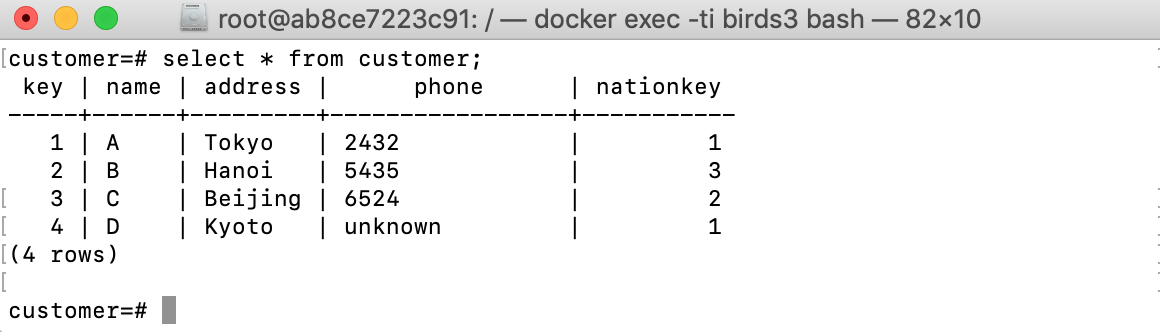 root@ab8ce7223c91: / — docker exec -ti birds3 bash — 82×10
[customer=# select * from customer;
 key | name | address |      phone      | nationkey
-----+------+---------+-----------------+-----------
   1 | A    | Tokyo   | 2432            |         1
   2 | B    | Hanoi   | 5435            |         3
[  3 | C    | Beijing | 6524            |         2
[  4 | D    | Kyoto   | unknown         |         1
[(4 rows)
[
customer=#